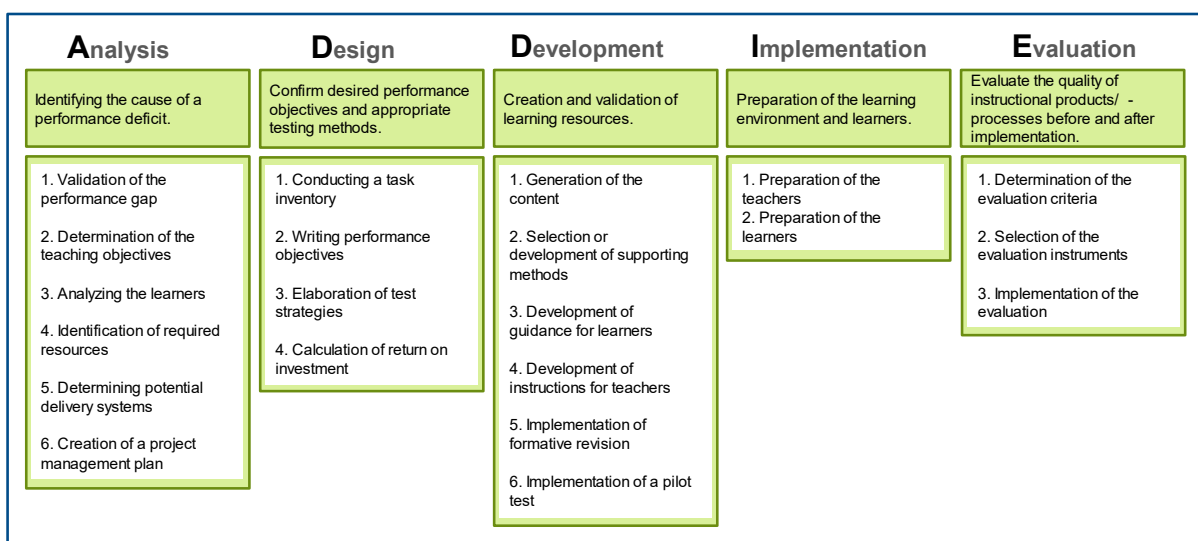 Analysis
Identifying the cause of a
performance deficit.
1. Validation of the
performance gap
2. Determination of the
teaching objectives
3. Analyzing the learners
4. Identification of required
resources
5. Determining potential
delivery systems
6. Creation of a project
management plan
Design
Confirm desired performance
objectives and appropriate
testing methods.
1. Conducting a task
inventory
2. Writing performance
objectives
3. Elaboration of test
strategies
4. Calculation of return on
investment
Development
Creation and validation of
learning resources.
1. Generation of the
content
2. Selection or
development of supporting
methods
3. Development of
guidance for learners
4. Development of
instructions for teachers
5. Implementation of
formative revision
6. Implementation of a pilot
test
Implementation
Preparation of the learning
environment and learners.
1. Preparation of the
teachers
2. Preparation of the
learners
Evaluation
Evaluate the quality of
instructional products/ -
processes before and after
implementation.
1. Determination of the
evaluation criteria
2. Selection of the
evaluation instruments
3. Implementation of the
evaluation